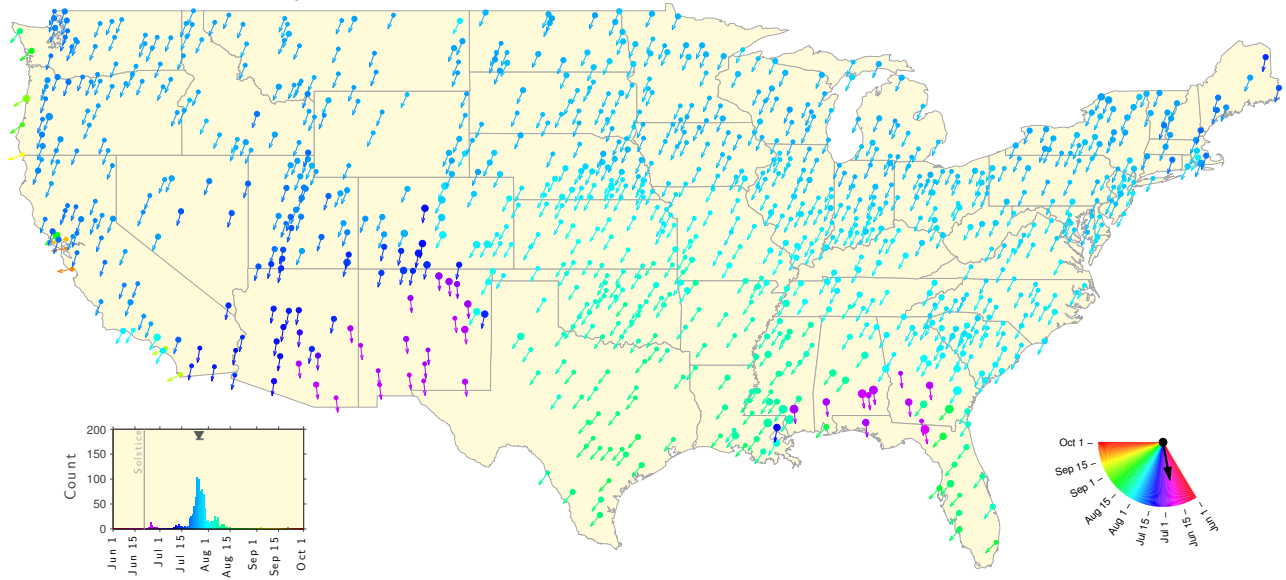 200
150
100
50
0
Count
Solstice
Jun 1
Jun 15
Jul 1
Jul 15
Aug 1
Aug 15
Sep 1
Sep 15
Oct 1
Oct 1
Sep 15
Sep 1
Aug 15
Aug 1
Jul 15
Jul 1
Jun 15
Jun 1